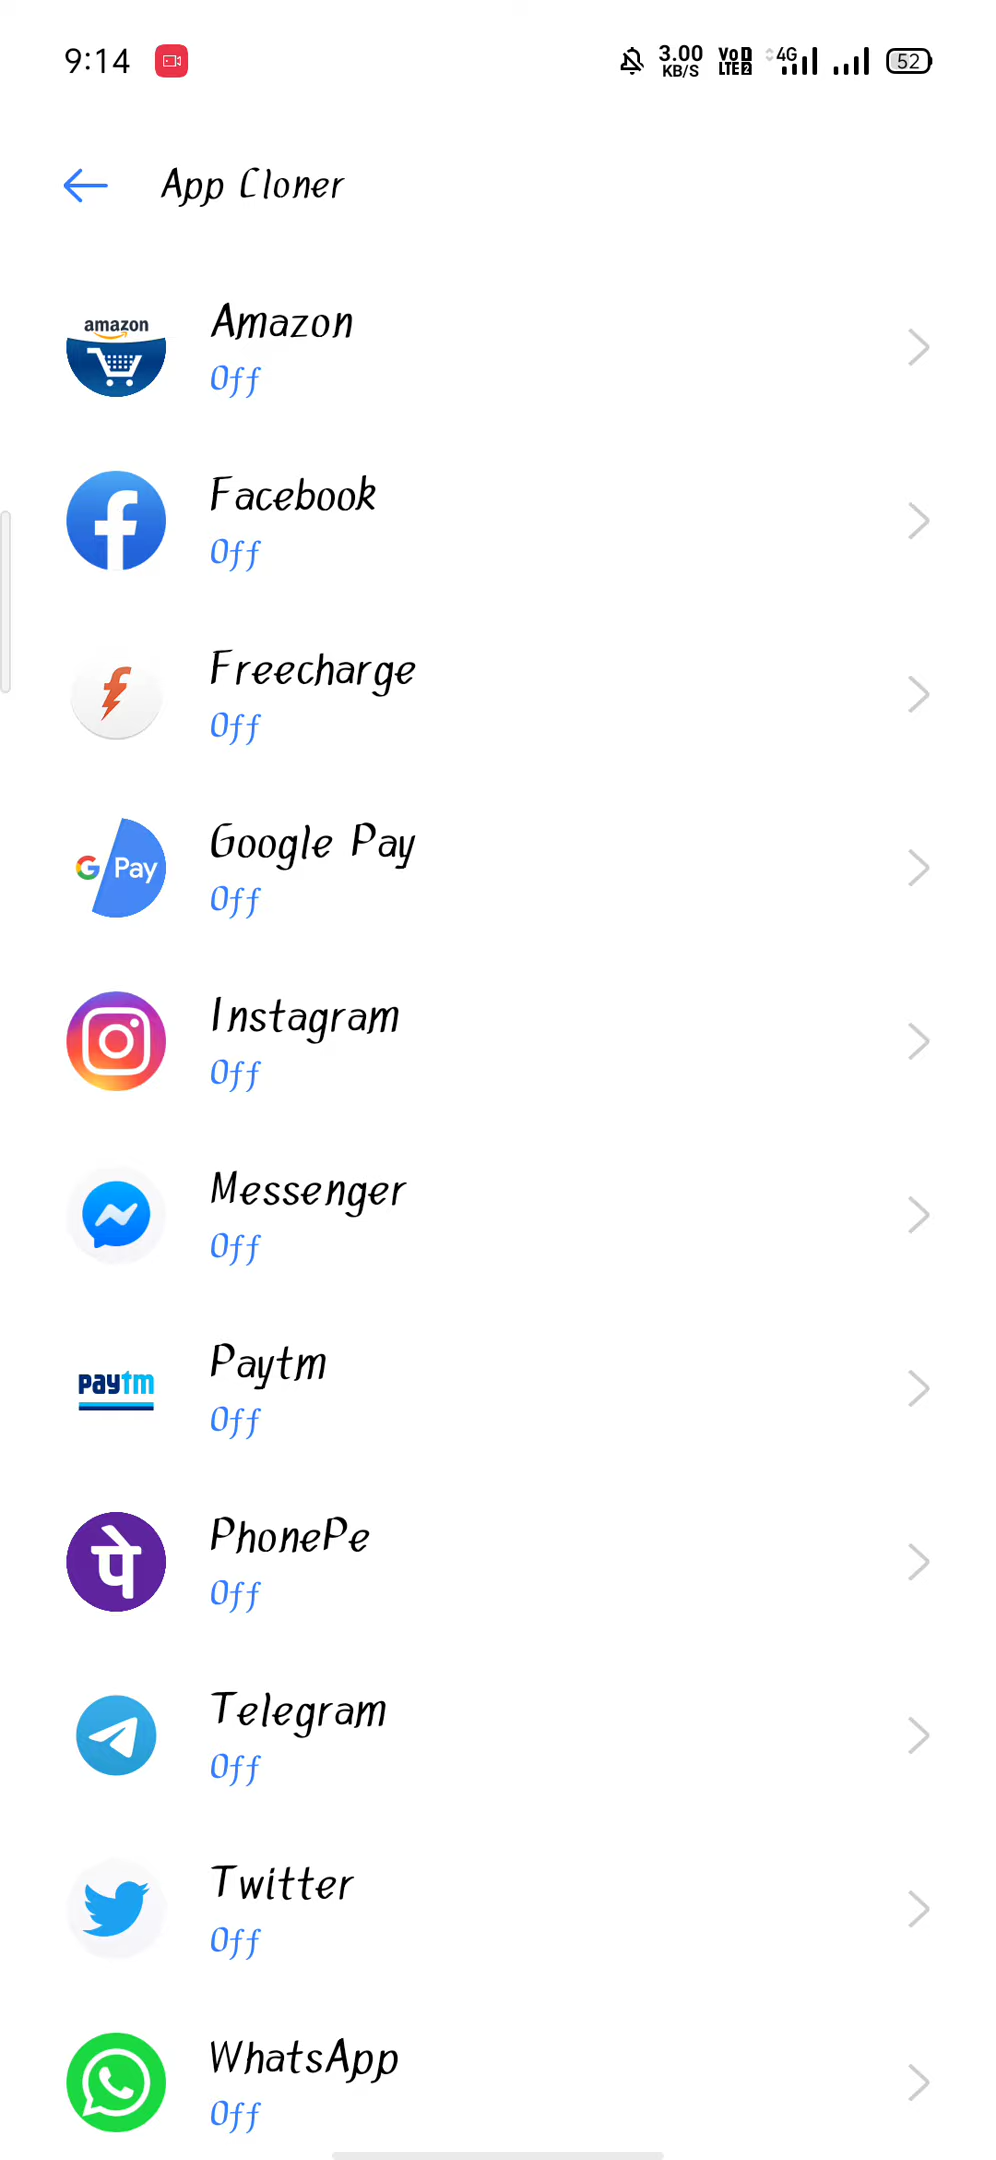 9:14 3.00 KB/S VoD LTE2 4G 52
App Cloner
amazon
Amazon
Off
Facebook
Off
Freecharge
Off
G Pay
Google Pay
Off
Instagram
Off
Messenger
Off
paytm
Paytm
Off
पे
PhonePe
Off
Telegram
Off
Twitter
Off
WhatsApp
Off